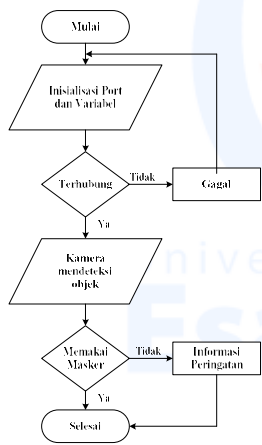 Mulai
Inisialisasi Port
dan Variabel
Terhubung
Tidak
Gagal
Ya
Kamera
mendeteksi
objek
Memakai
Masker
Tidak
Informasi
Peringatan
Ya
Selesai